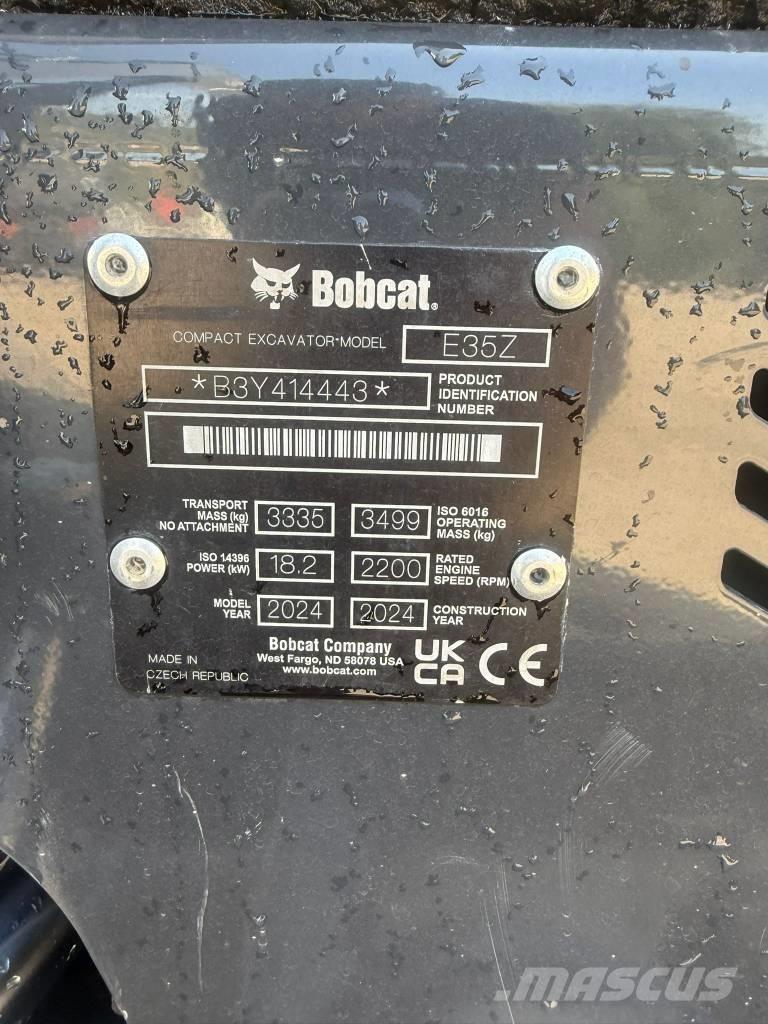 Bobcat®
COMPACT EXCAVATOR-MODEL E35Z
*B3Y414443* PRODUCT
IDENTIFICATION
NUMBER
TRANSPORT
MASS (kg)
NO ATTACHMENT 3335 3499 ISO 6016
OPERATING
MASS (kg)
ISO 14396
POWER (kW) 18.2 2200 RATED
ENGINE
SPEED (RPM)
MODEL
YEAR 2024 2024 CONSTRUCTION
YEAR
Bobcat Company
West Fargo, ND 58078 USA
www.bobcat.com
MADE IN
CZECH REPUBLIC
UK
CA CE
MASCUS